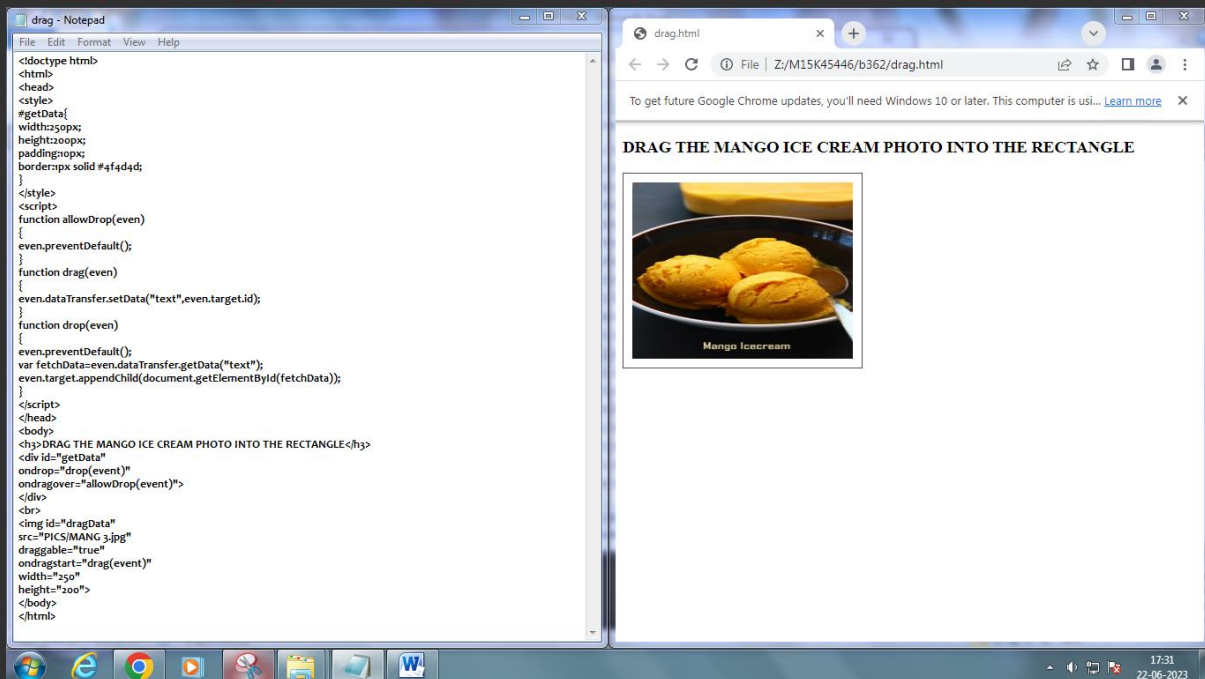 drag - Notepad
File Edit Format View Help
<!doctype html>
<html>
<head>
<style>
#getData{
width:250px;
height:200px;
padding:10px;
border:1px solid #4f4d4d;
}
</style>
<script>
function allowDrop(even)
{
even.preventDefault();
}
function drag(even)
{
even.dataTransfer.setData("text",even.target.id);
}
function drop(even)
{
even.preventDefault();
var fetchData=even.dataTransfer.getData("text");
even.target.appendChild(document.getElementById(fetchData));
}
</script>
</head>
<body>
<h3>DRAG THE MANGO ICE CREAM PHOTO INTO THE RECTANGLE</h3>
<div id="getData"
ondrop="drop(event)"
ondragover="allowDrop(event)">
</div>
<br>
<img id="dragData"
src="PICS/MANG 3.jpg"
draggable="true"
ondragstart="drag(event)"
width="250"
height="200">
</body>
</html>
drag.html
File Z:/M15K45446/b362/drag.html
To get future Google Chrome updates, you'll need Windows 10 or later. This computer is usi... Learn more
DRAG THE MANGO ICE CREAM PHOTO INTO THE RECTANGLE
Mango Icecream
17:31
22-06-2023